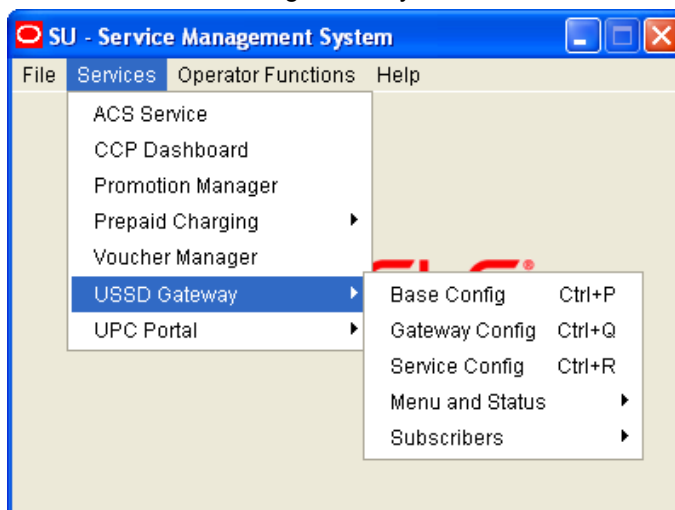 SU - Service Management System
File Services Operator Functions Help
ACS Service
CCP Dashboard
Promotion Manager
Prepaid Charging
Voucher Manager
USSD Gateway
UPC Portal
Base Config Ctrl+P
Gateway Config Ctrl+Q
Service Config Ctrl+R
Menu and Status
Subscribers